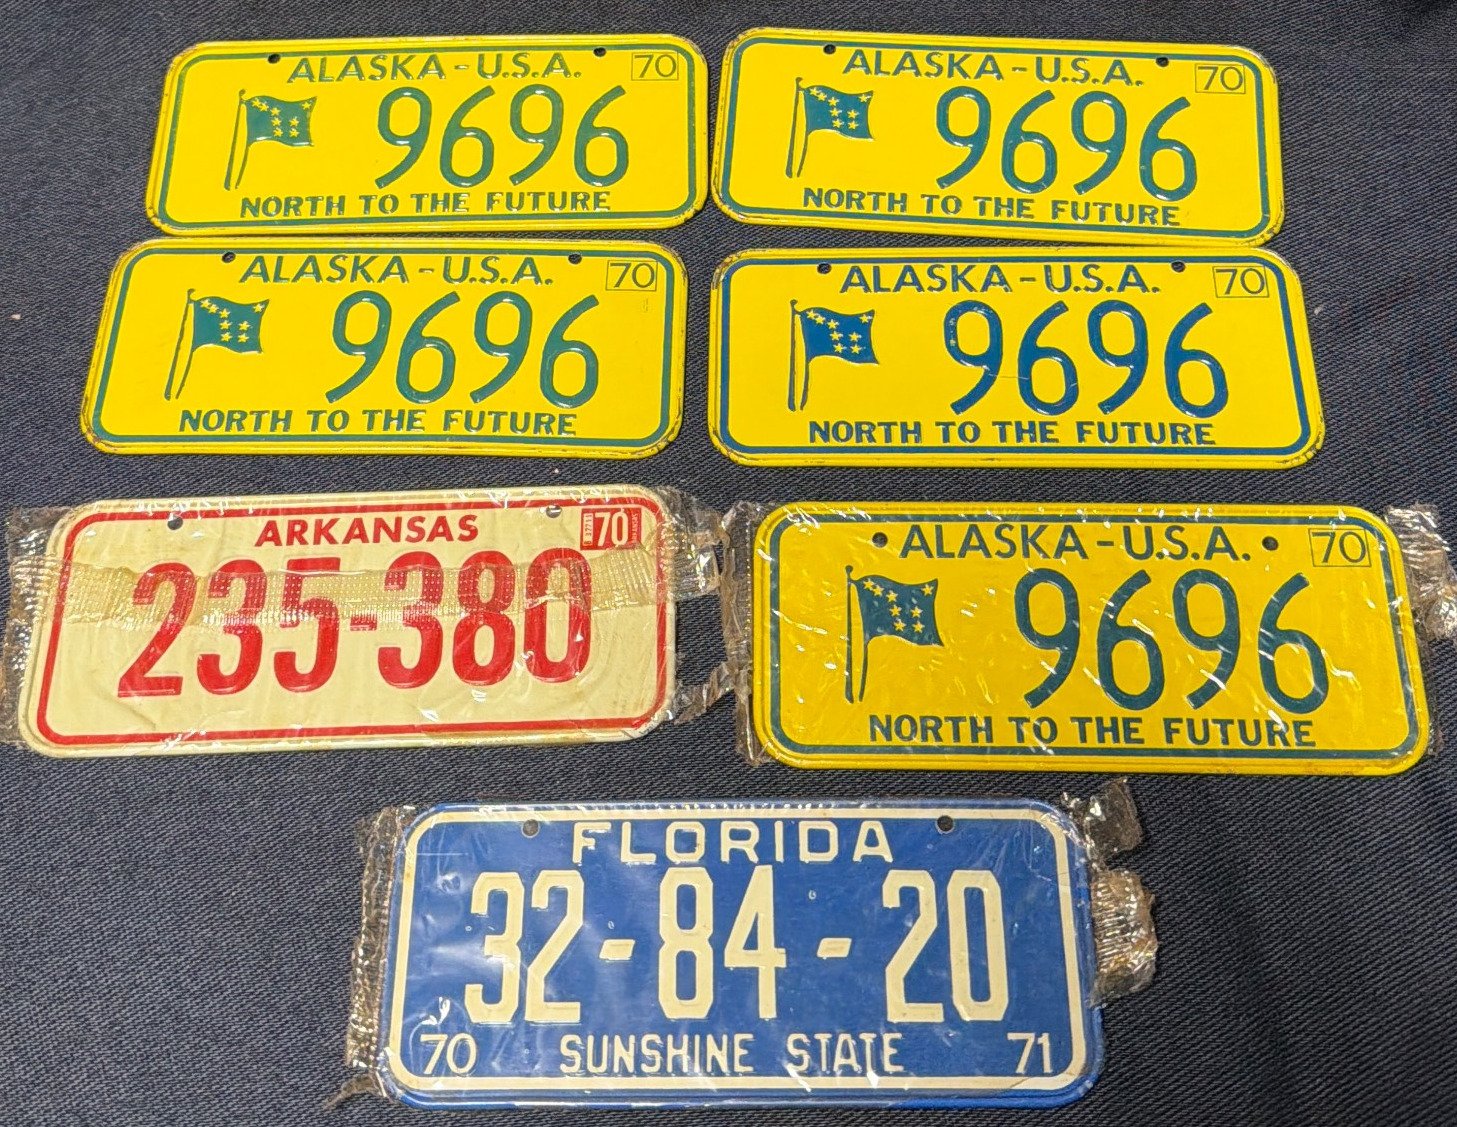 ALASKA - U.S.A. 70
9696
NORTH TO THE FUTURE
ALASKA - U.S.A. 70
9696
NORTH TO THE FUTURE
ALASKA - U.S.A. 70
9696
NORTH TO THE FUTURE
ALASKA - U.S.A. 70
9696
NORTH TO THE FUTURE
ARKANSAS 70
235-380
ALASKA - U.S.A. 70
9696
NORTH TO THE FUTURE
FLORIDA
32-84-20
70 SUNSHINE STATE 71